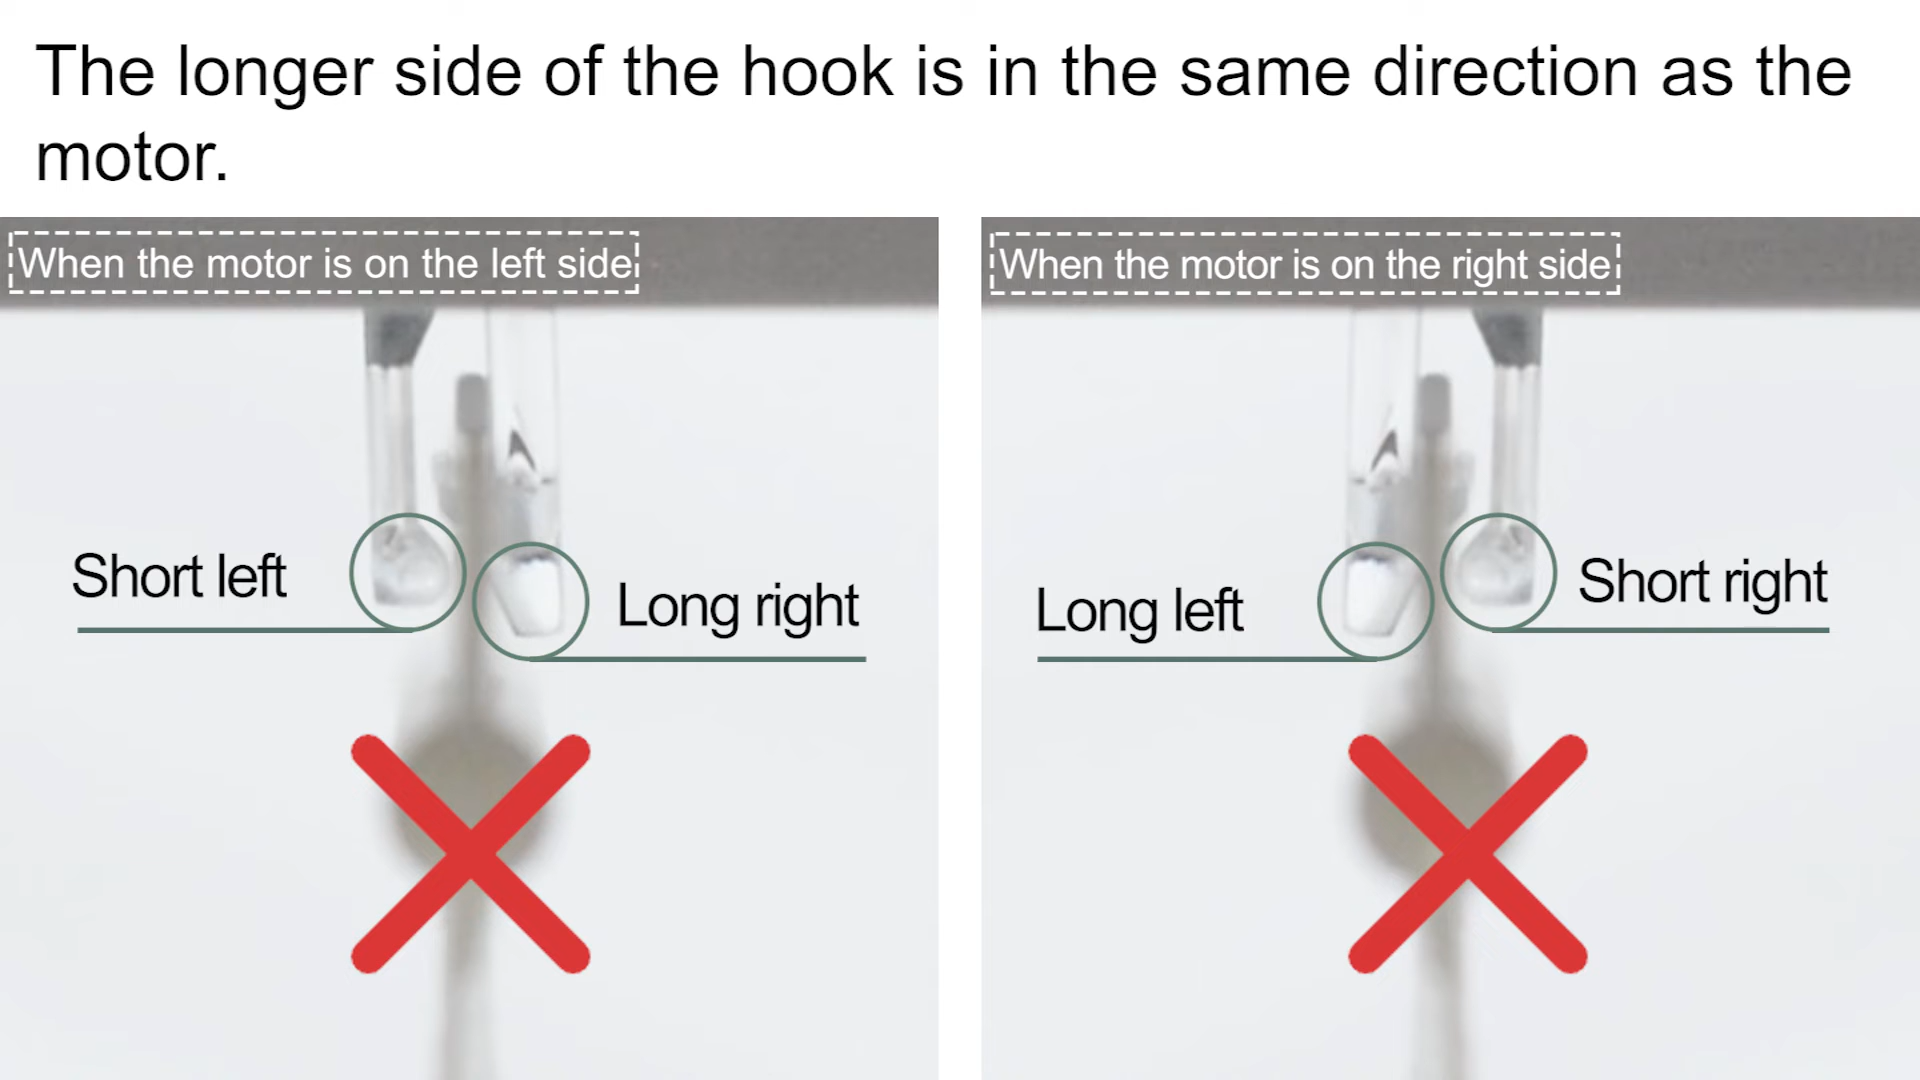 The longer side of the hook is in the same direction as the
motor.
When the motor is on the left side
Short left
Long right
When the motor is on the right side
Long left
Short right